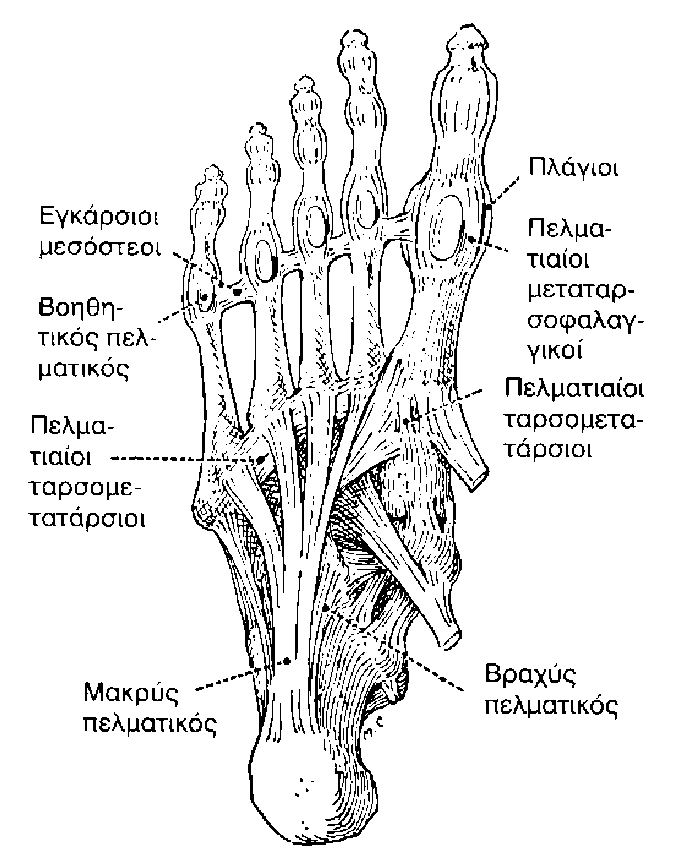 Πλάγιοι
Εγκάρσιοι
μεσόστεοι
Πελμα-
τιαίοι
μεταταρ-
σοφαλαγ-
γικοί
Βοηθη-
τικός πελ-
ματικός
Πελματιαίοι
ταρσομετα-
τάρσιοι
Πελμα-
τιαίοι
ταρσομε-
τατάρσιοι
Μακρύς
πελματικός
Βραχύς
πελματικός